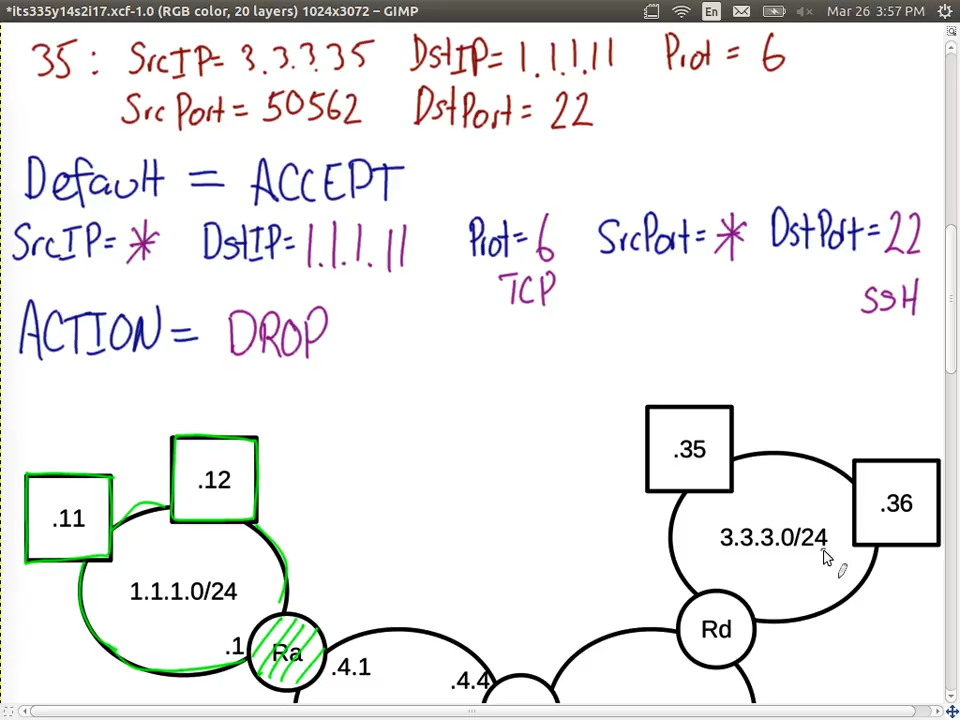 *its335y14s2i17.xcf-1.0 (RGB color, 20 layers) 1024x3072 – GIMP En Mar 26 3:57 PM
35 : SrcIP= 3.3.3.35 DstIP= 1.1.1.11 Prot = 6
Src Port = 50562 DstPort = 22
Default = ACCEPT
SrcIP= * DstIP= 1.1.1.11 Prot= 6 SrcPort= * DstPort= 22
TCP SSH
ACTION = DROP
.35
.12
.36
.11
3.3.3.0/24
1.1.1.0/24
Rd
.1 Ra .4.1
.4.4